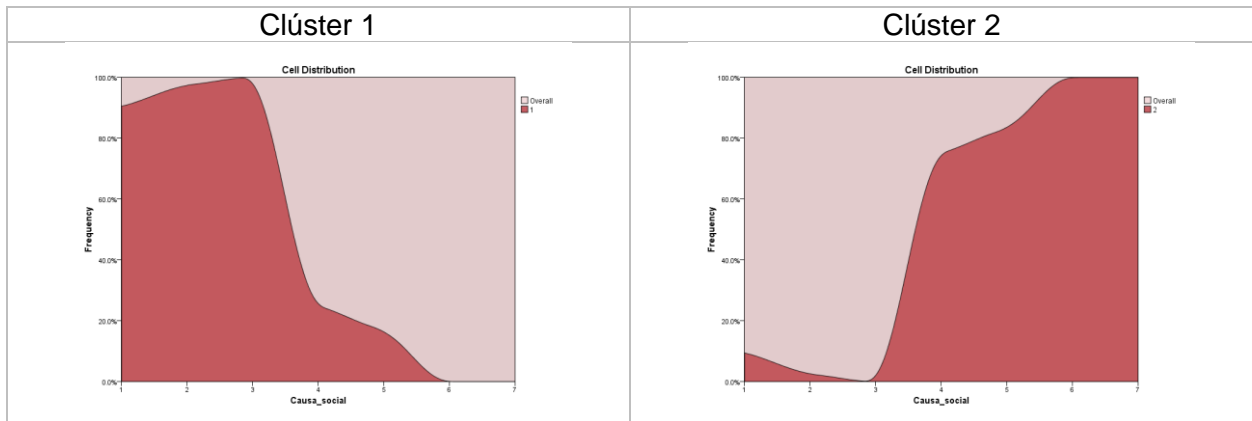 Clúster 1
Clúster 2
Cell Distribution
100.0%
80.0%
60.0%
40.0%
20.0%
0.0%
Frequency
1 2 3 4 5 6 7
Causa_social
Overall
1
Cell Distribution
100.0%
80.0%
60.0%
40.0%
20.0%
0.0%
Frequency
1 2 3 4 5 6 7
Causa_social
Overall
2